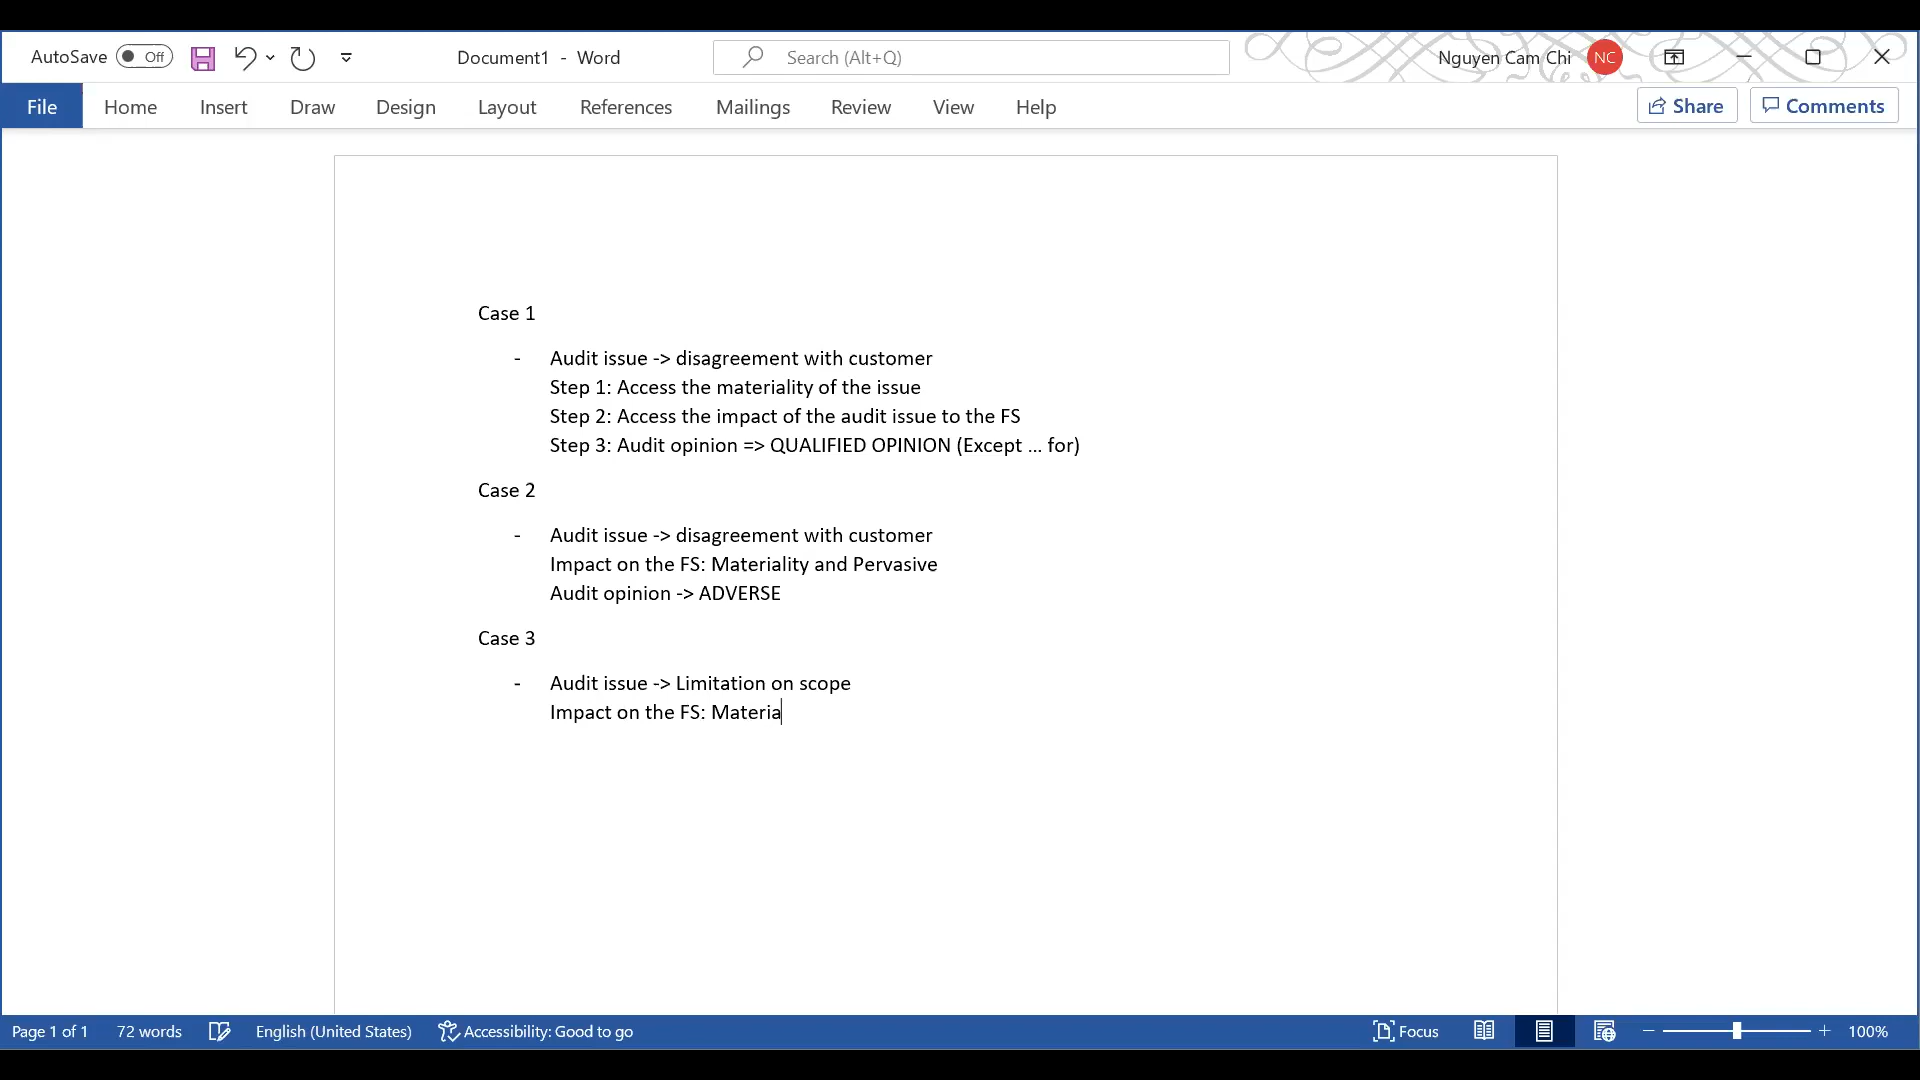 AutoSave Off Document1 - Word Search (Alt+Q) Nguyen Cam Chi NC
File Home Insert Draw Design Layout References Mailings Review View Help Share Comments
Case 1
- Audit issue -> disagreement with customer
Step 1: Access the materiality of the issue
Step 2: Access the impact of the audit issue to the FS
Step 3: Audit opinion => QUALIFIED OPINION (Except ... for)
Case 2
- Audit issue -> disagreement with customer
Impact on the FS: Materiality and Pervasive
Audit opinion -> ADVERSE
Case 3
- Audit issue -> Limitation on scope
Impact on the FS: Materia
Page 1 of 1 72 words English (United States) Accessibility: Good to go Focus 100%